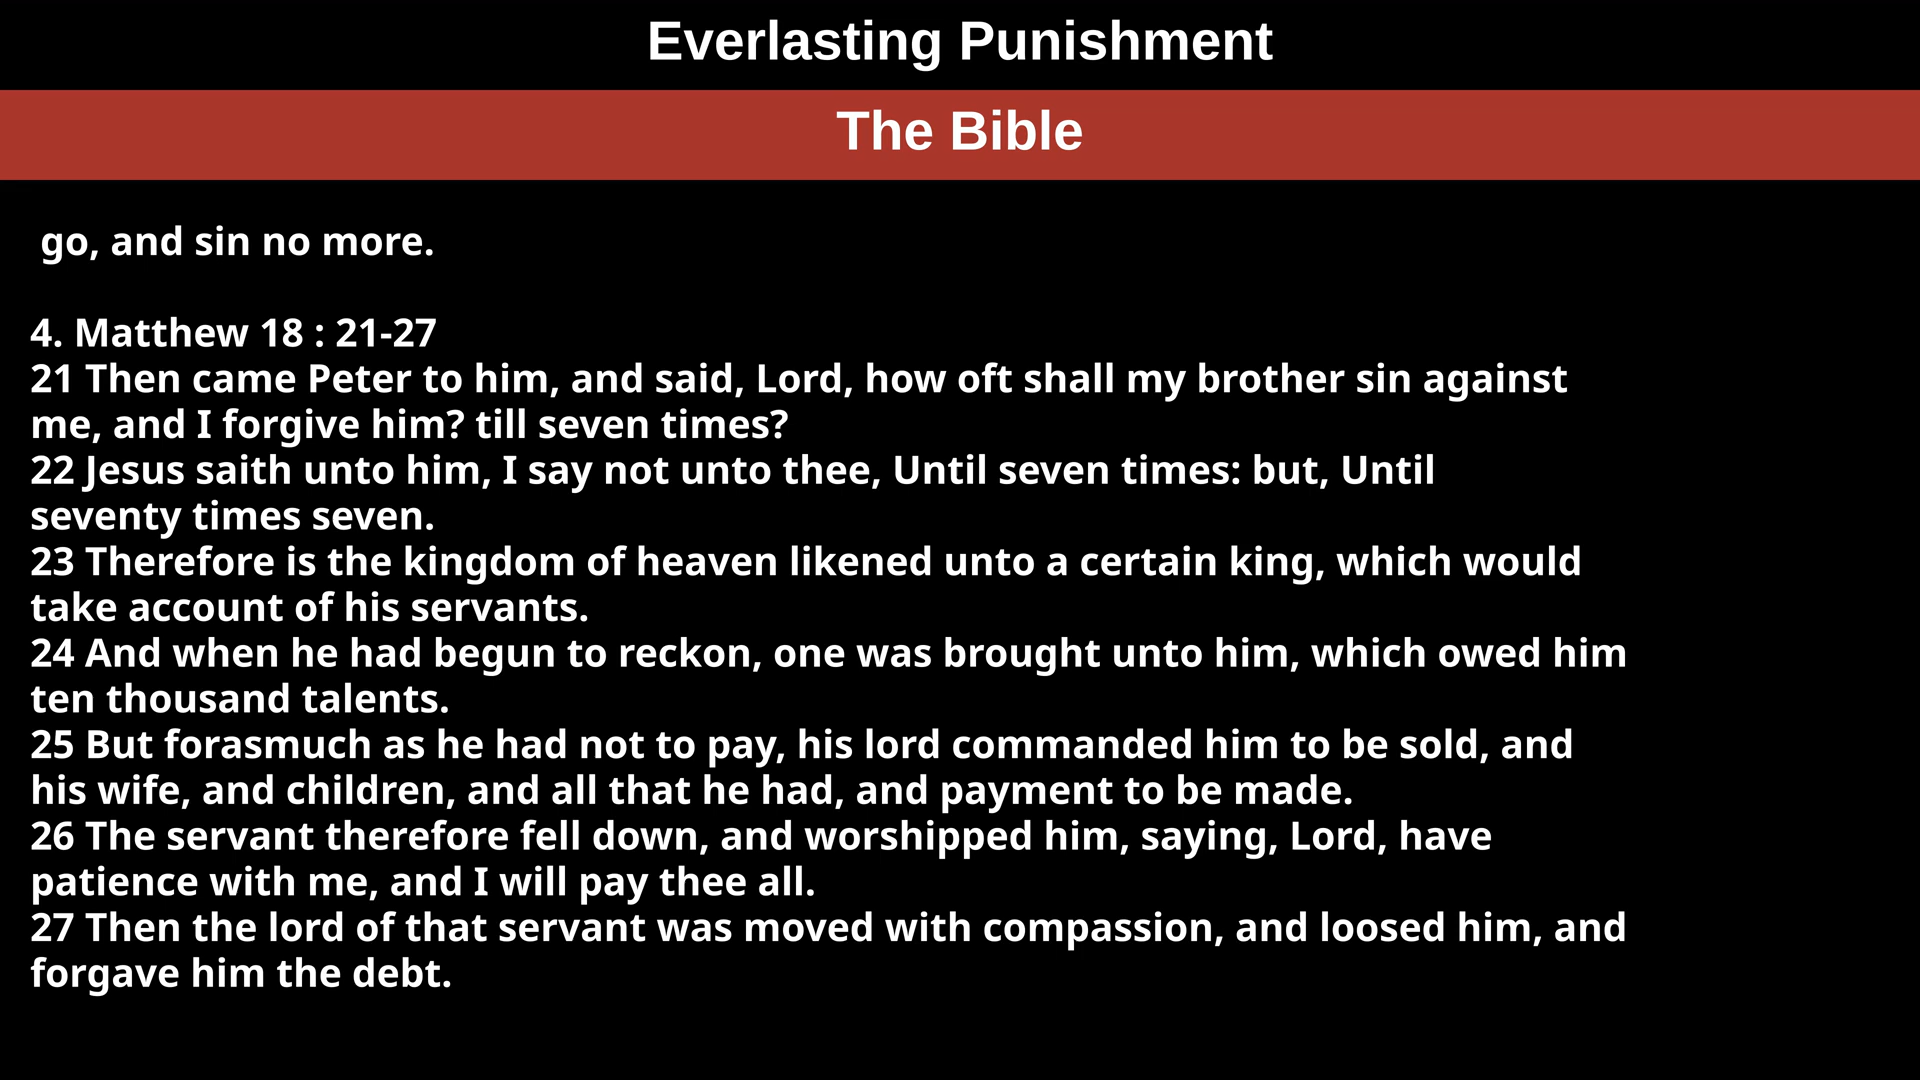 Everlasting Punishment
The Bible
go, and sin no more.
4. Matthew 18 : 21-27
21 Then came Peter to him, and said, Lord, how oft shall my brother sin against
me, and I forgive him? till seven times?
22 Jesus saith unto him, I say not unto thee, Until seven times: but, Until
seventy times seven.
23 Therefore is the kingdom of heaven likened unto a certain king, which would
take account of his servants.
24 And when he had begun to reckon, one was brought unto him, which owed him
ten thousand talents.
25 But forasmuch as he had not to pay, his lord commanded him to be sold, and
his wife, and children, and all that he had, and payment to be made.
26 The servant therefore fell down, and worshipped him, saying, Lord, have
patience with me, and I will pay thee all.
27 Then the lord of that servant was moved with compassion, and loosed him, and
forgave him the debt.